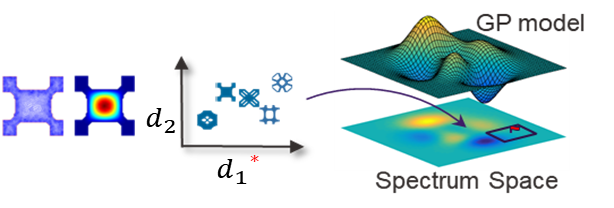 GP model
d₂
d₁*
Spectrum Space